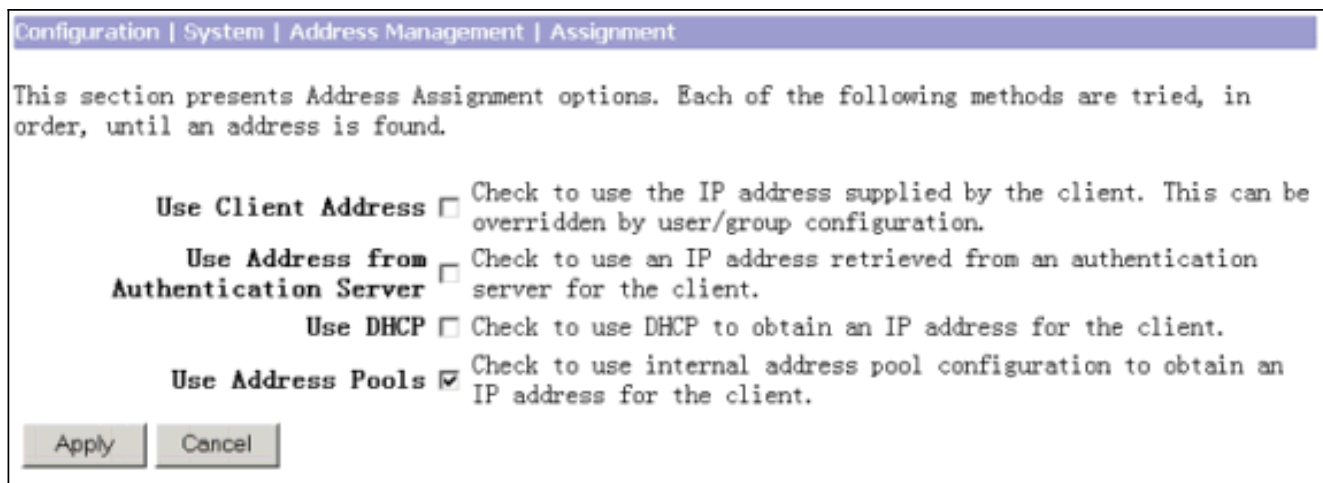 Configuration | System | Address Management | Assignment
This section presents Address Assignment options. Each of the following methods are tried, in
order, until an address is found.
Use Client Address
Check to use the IP address supplied by the client. This can be
overridden by user/group configuration.
Use Address from
Authentication Server
Check to use an IP address retrieved from an authentication
server for the client.
Use DHCP
Check to use DHCP to obtain an IP address for the client.
Use Address Pools
Check to use internal address pool configuration to obtain an
IP address for the client.
Apply
Cancel